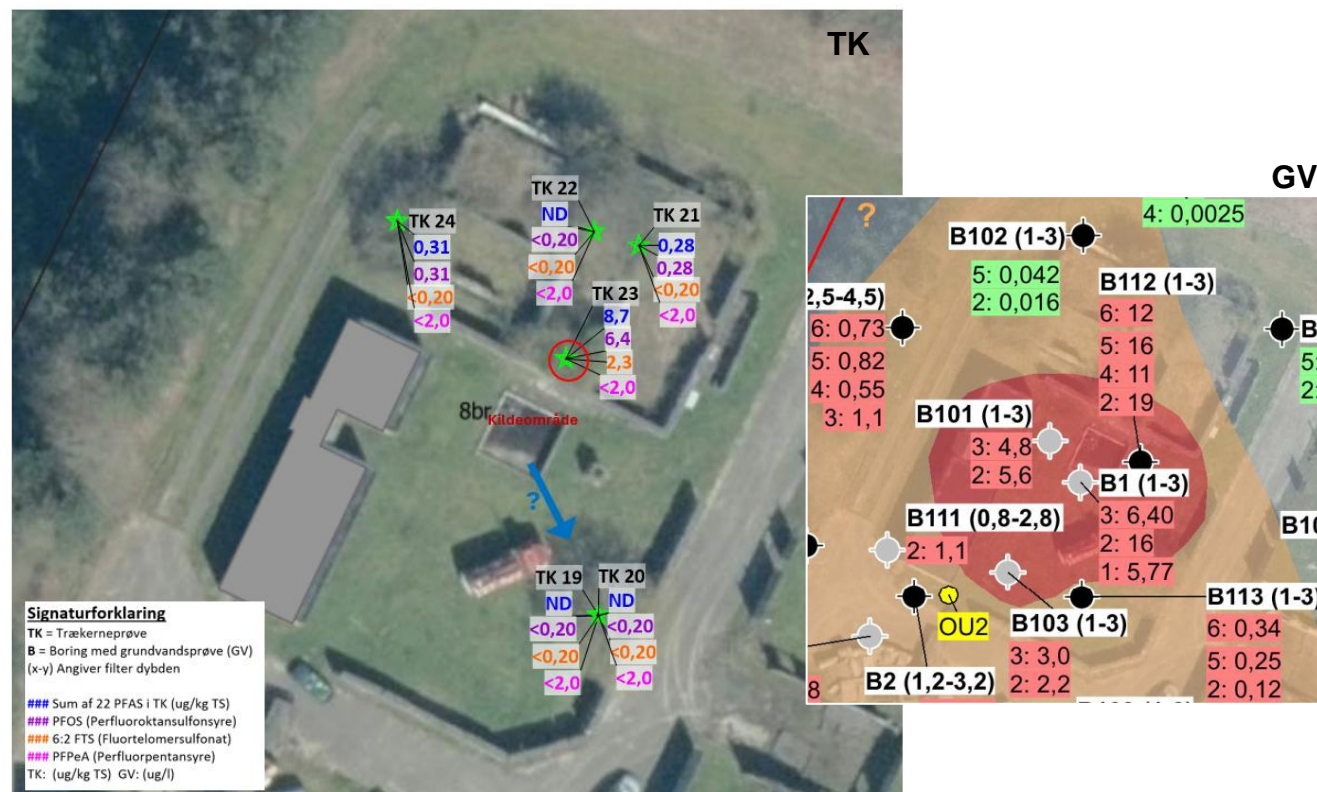 TK
TK 24
0,31
0,31
<0,20
<2,0
TK 22
ND
<0,20
<0,20
<2,0
TK 21
0,28
0,28
<0,20
<2,0
TK 23
8,7
6,4
2,3
<2,0
8br
Kildeområde
?
TK 19
ND
<0,20
<0,20
<2,0
TK 20
ND
<0,20
<0,20
<2,0
Signaturforklaring
TK = Trækerneprøve
B = Boring med grundvandsprøve (GV)
(x-y) Angiver filter dybden
### Sum af 22 PFAS i TK (ug/kg TS)
### PFOS (Perfluoroktansulfonsyre)
### 6:2 FTS (Fluortelomersulfonat)
### PFPeA (Perfluorpentansyre)
TK: (ug/kg TS) GV: (ug/l)
GV
?
4: 0,0025
B102 (1-3)
5: 0,042
2: 0,016
2,5-4,5)
6: 0,73
5: 0,82
4: 0,55
3: 1,1
B112 (1-3)
6: 12
5: 16
4: 11
2: 19
B
5:
2:
B101 (1-3)
3: 4,8
2: 5,6
B1 (1-3)
3: 6,40
2: 16
1: 5,77
B10
B111 (0,8-2,8)
2: 1,1
OU2
B103 (1-3)
3: 3,0
2: 2,2
B113 (1-3)
6: 0,34
5: 0,25
2: 0,12
B2 (1,2-3,2)
8